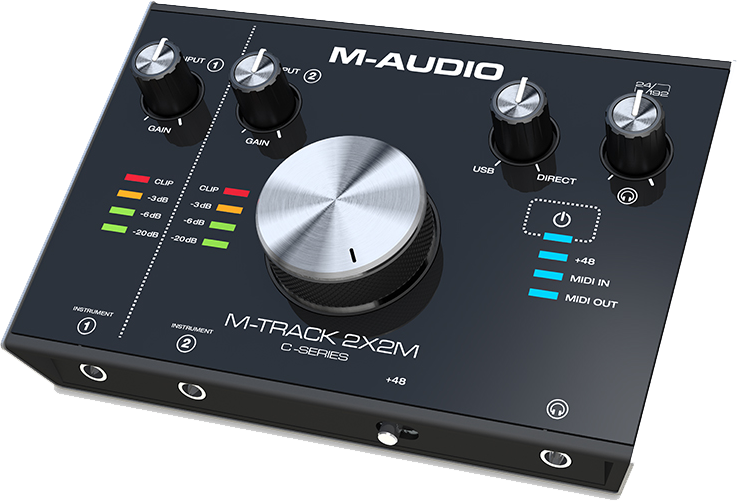 M-AUDIO
INPUT 1
PUT 2
24/192
GAIN
GAIN
USB
DIRECT
CLIP
-3dB
-6dB
-20dB
CLIP
-3dB
-6dB
-20dB
+48
MIDI IN
MIDI OUT
INSTRUMENT
1
INSTRUMENT
2
M-TRACK 2X2M
C-SERIES
+48